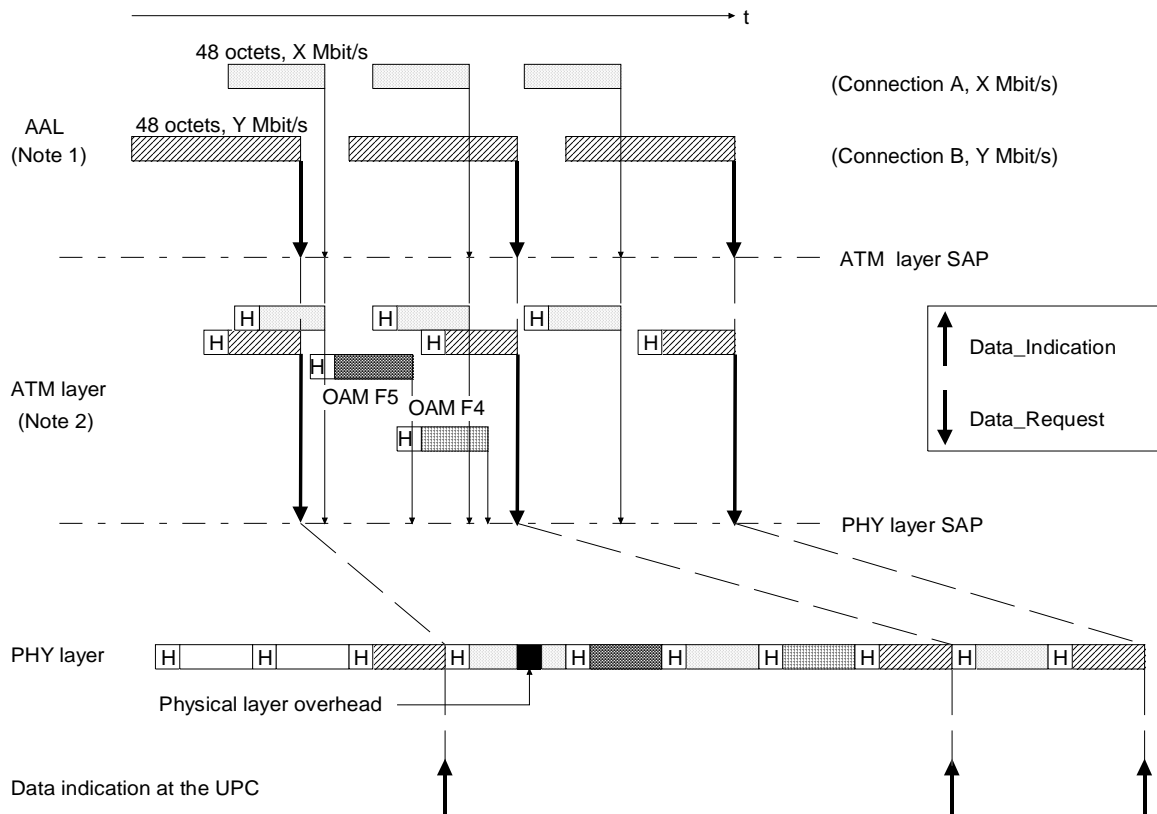 t
48 octets, X Mbit/s
(Connection A, X Mbit/s)
AAL
(Note 1)
48 octets, Y Mbit/s
(Connection B, Y Mbit/s)
ATM layer SAP
H H H
H H H
H
ATM layer
(Note 2)
OAM F5 OAM F4
H
Data_Indication
Data_Request
PHY layer SAP
PHY layer
H H H H H H H H H H
Physical layer overhead
Data indication at the UPC